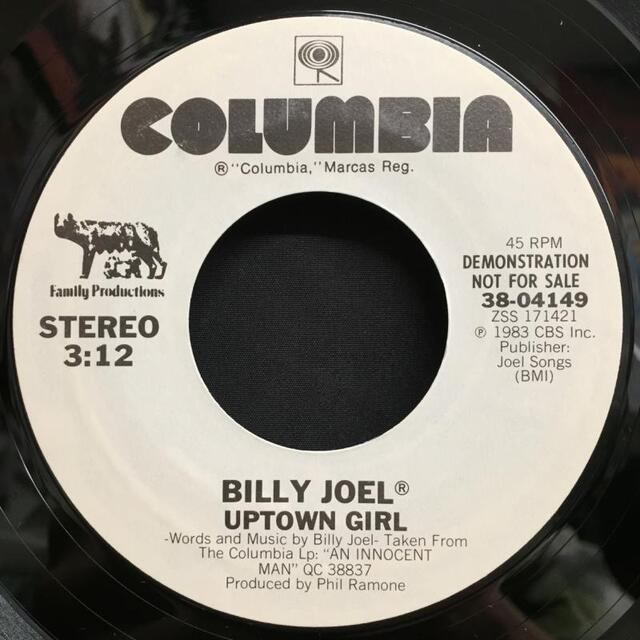 COLUMBIA
®"Columbia," Marcas Reg.
Family Productions
STEREO
3:12
45 RPM
DEMONSTRATION
NOT FOR SALE
38-04149
ZSS 171421
℗ 1983 CBS Inc.
Publisher:
Joel Songs
(BMI)
BILLY JOEL®
UPTOWN GIRL
-Words and Music by Billy Joel- Taken From
The Columbia Lp: "AN INNOCENT
MAN" QC 38837
Produced by Phil Ramone